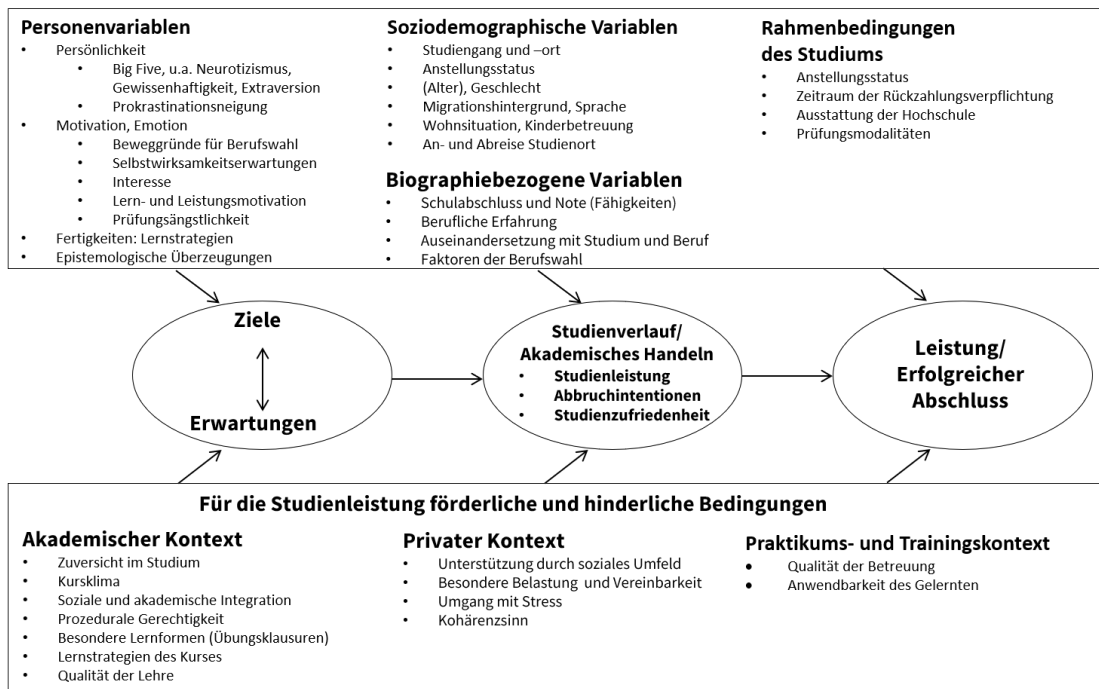 Personenvariablen
• Persönlichkeit
• Big Five, u.a. Neurotizismus,
Gewissenhaftigkeit, Extraversion
• Prokrastinationsneigung
• Motivation, Emotion
• Beweggründe für Berufswahl
• Selbstwirksamkeitserwartungen
• Interesse
• Lern- und Leistungsmotivation
• Prüfungsängstlichkeit
• Fertigkeiten: Lernstrategien
• Epistemologische Überzeugungen
Soziodemographische Variablen
• Studiengang und –ort
• Anstellungsstatus
• (Alter), Geschlecht
• Migrationshintergrund, Sprache
• Wohnsituation, Kinderbetreuung
• An- und Abreise Studienort
Biographiebezogene Variablen
• Schulabschluss und Note (Fähigkeiten)
• Berufliche Erfahrung
• Auseinandersetzung mit Studium und Beruf
• Faktoren der Berufswahl
Rahmenbedingungen
des Studiums
• Anstellungsstatus
• Zeitraum der Rückzahlungsverpflichtung
• Ausstattung der Hochschule
• Prüfungsmodalitäten
Ziele
Erwartungen
Studienverlauf/
Akademisches Handeln
• Studienleistung
• Abbruchintentionen
• Studienzufriedenheit
Leistung/
Erfolgreicher
Abschluss
Für die Studienleistung förderliche und hinderliche Bedingungen
Akademischer Kontext
• Zuversicht im Studium
• Kursklima
• Soziale und akademische Integration
• Prozedurale Gerechtigkeit
• Besondere Lernformen (Übungsklausuren)
• Lernstrategien des Kurses
• Qualität der Lehre
Privater Kontext
• Unterstützung durch soziales Umfeld
• Besondere Belastung und Vereinbarkeit
• Umgang mit Stress
• Kohärenzsinn
Praktikums- und Trainingskontext
• Qualität der Betreuung
• Anwendbarkeit des Gelernten